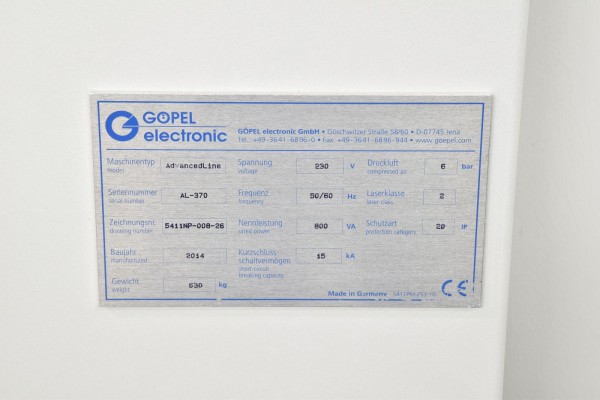 GÖPEL
electronic
GÖPEL electronic GmbH • Göschwitzer Straße 58/60 • D-07745 Jena
Tel.: +49-3641-6896-0 • Fax: +49-3641-6896-944 • www.goepel.com
Maschinentyp AdvancedLine Spannung 230 V Druckluft 6 bar
model voltage compressed air
Seriennummer AL-370 Frequenz 50/60 Hz Laserklasse 2
serial number frequency laser class
Zeichnungsnr. 5411NP-008-26 Nennleistung 800 VA Schutzart 20 IP
drawing number rated power protection category
Baujahr 2014 Kurzschluss- 15 kA
manufactured schaltvermögen
short-circuit
Gewicht 630 kg breaking capacity
weight
Made in Germany CE